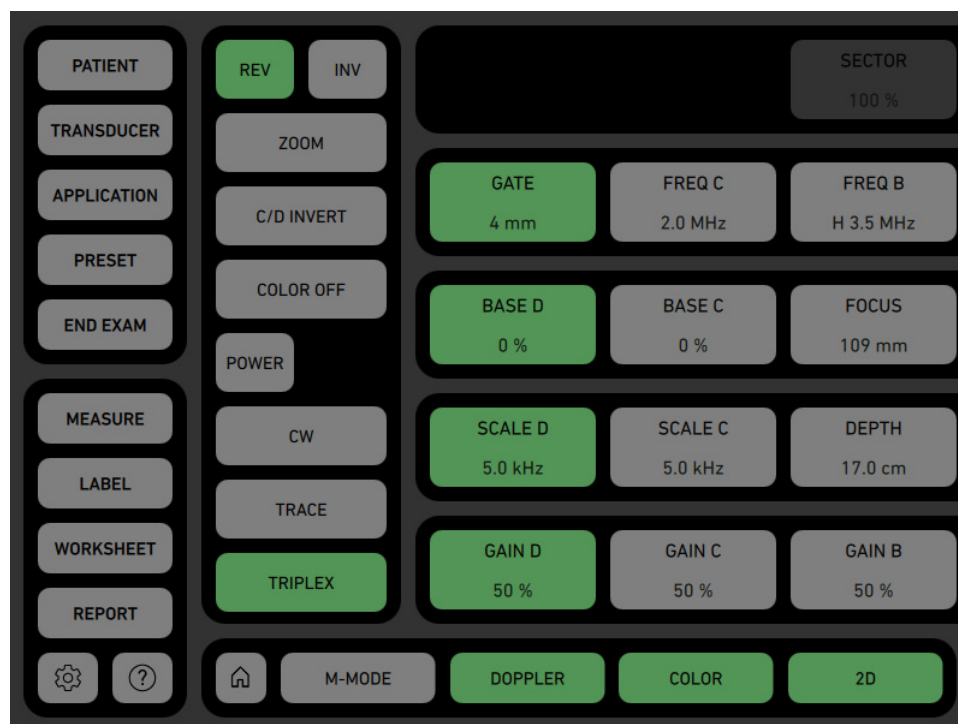 PATIENT
TRANSDUCER
APPLICATION
PRESET
END EXAM
MEASURE
LABEL
WORKSHEET
REPORT
?
REV INV
ZOOM
C/D INVERT
COLOR OFF
POWER
CW
TRACE
TRIPLEX
SECTOR
100 %
GATE FREQ C FREQ B
4 mm 2.0 MHz H 3.5 MHz
BASE D BASE C FOCUS
0 % 0 % 109 mm
SCALE D SCALE C DEPTH
5.0 kHz 5.0 kHz 17.0 cm
GAIN D GAIN C GAIN B
50 % 50 % 50 %
M-MODE DOPPLER COLOR 2D